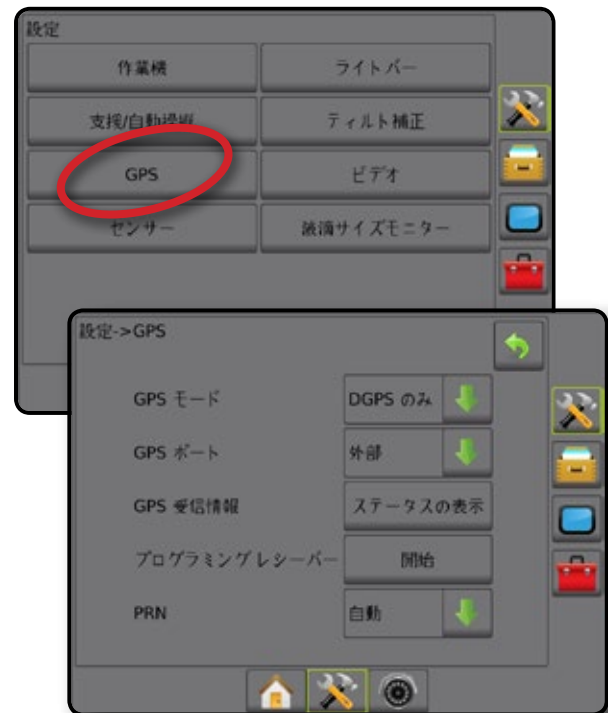 設定
作業機 ライトバー
支援/自動操縦 ティルト補正
GPS ビデオ
センサー 液滴サイズモニター
設定->GPS
GPS モード DGPS のみ
GPS ポート 外部
GPS 受信情報 ステータスの表示
プログラミングレシーバー 開始
PRN 自動